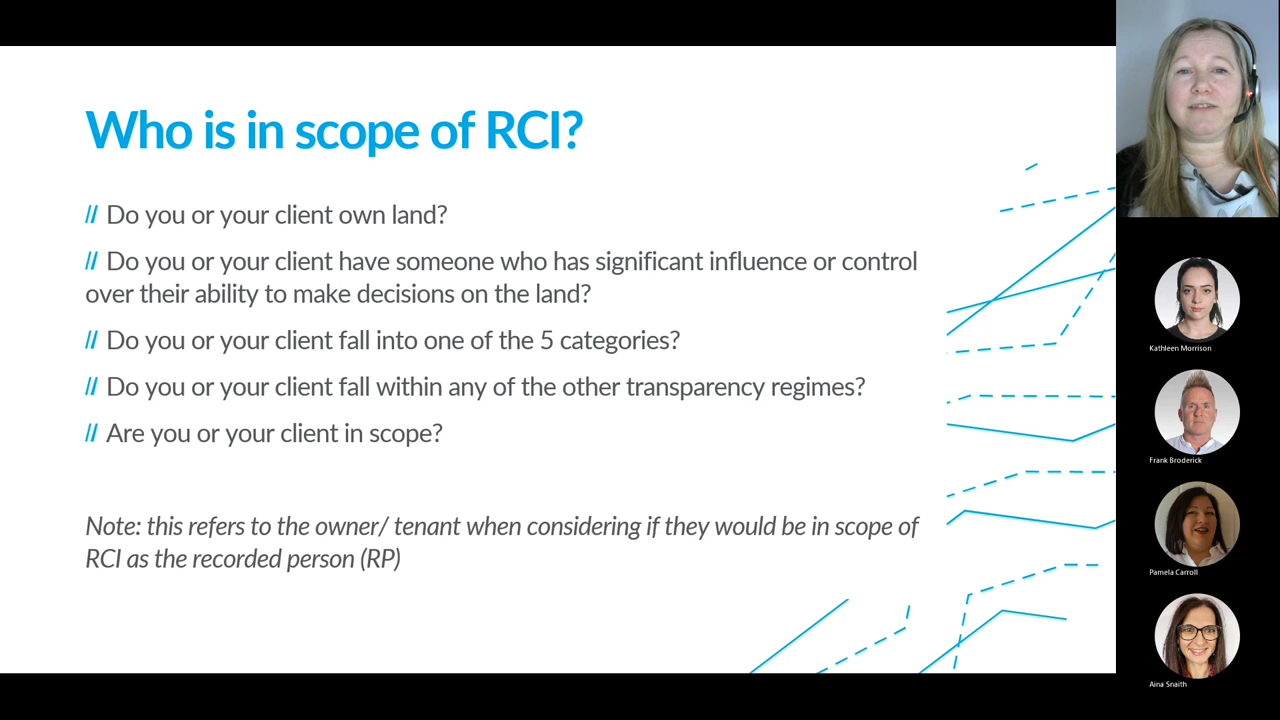 Who is in scope of RCI?
// Do you or your client own land?
// Do you or your client have someone who has significant influence or control
over their ability to make decisions on the land?
// Do you or your client fall into one of the 5 categories?
// Do you or your client fall within any of the other transparency regimes?
// Are you or your client in scope?
Note: this refers to the owner/ tenant when considering if they would be in scope of
RCI as the recorded person (RP)
Kathleen Morrison
Frank Broderick
Pamela Carroll
Aina Snaith